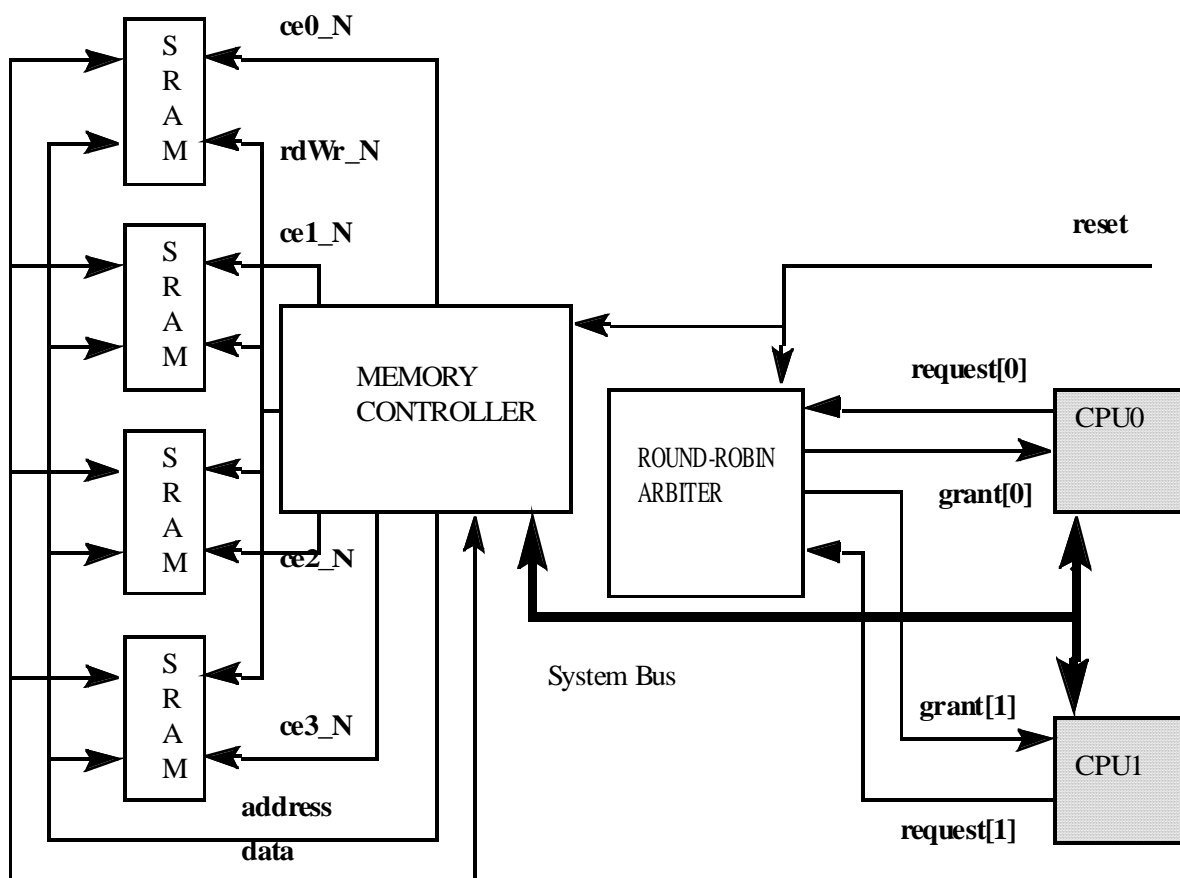 ce0_N
S
R
A
M
rdWr_N
ce1_N
S
R
A
M
reset
MEMORY
CONTROLLER
request[0]
CPU0
ROUND-ROBIN
ARBITER
grant[0]
S
R
A
M
ce2_N
S
R
A
M
System Bus
ce3_N
grant[1]
CPU1
address
request[1]
data